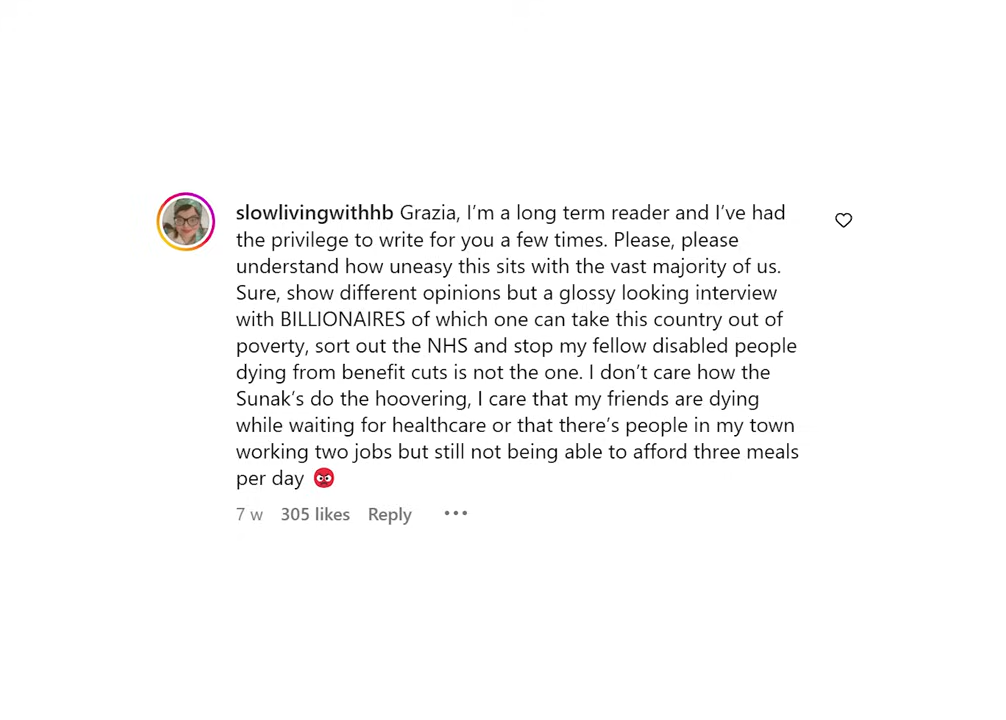 slowlivingwithhb Grazia, I’m a long term reader and I’ve had
the privilege to write for you a few times. Please, please
understand how uneasy this sits with the vast majority of us.
Sure, show different opinions but a glossy looking interview
with BILLIONAIRES of which one can take this country out of
poverty, sort out the NHS and stop my fellow disabled people
dying from benefit cuts is not the one. I don’t care how the
Sunak’s do the hoovering, I care that my friends are dying
while waiting for healthcare or that there’s people in my town
working two jobs but still not being able to afford three meals
per day 😡
7 w 305 likes Reply •••